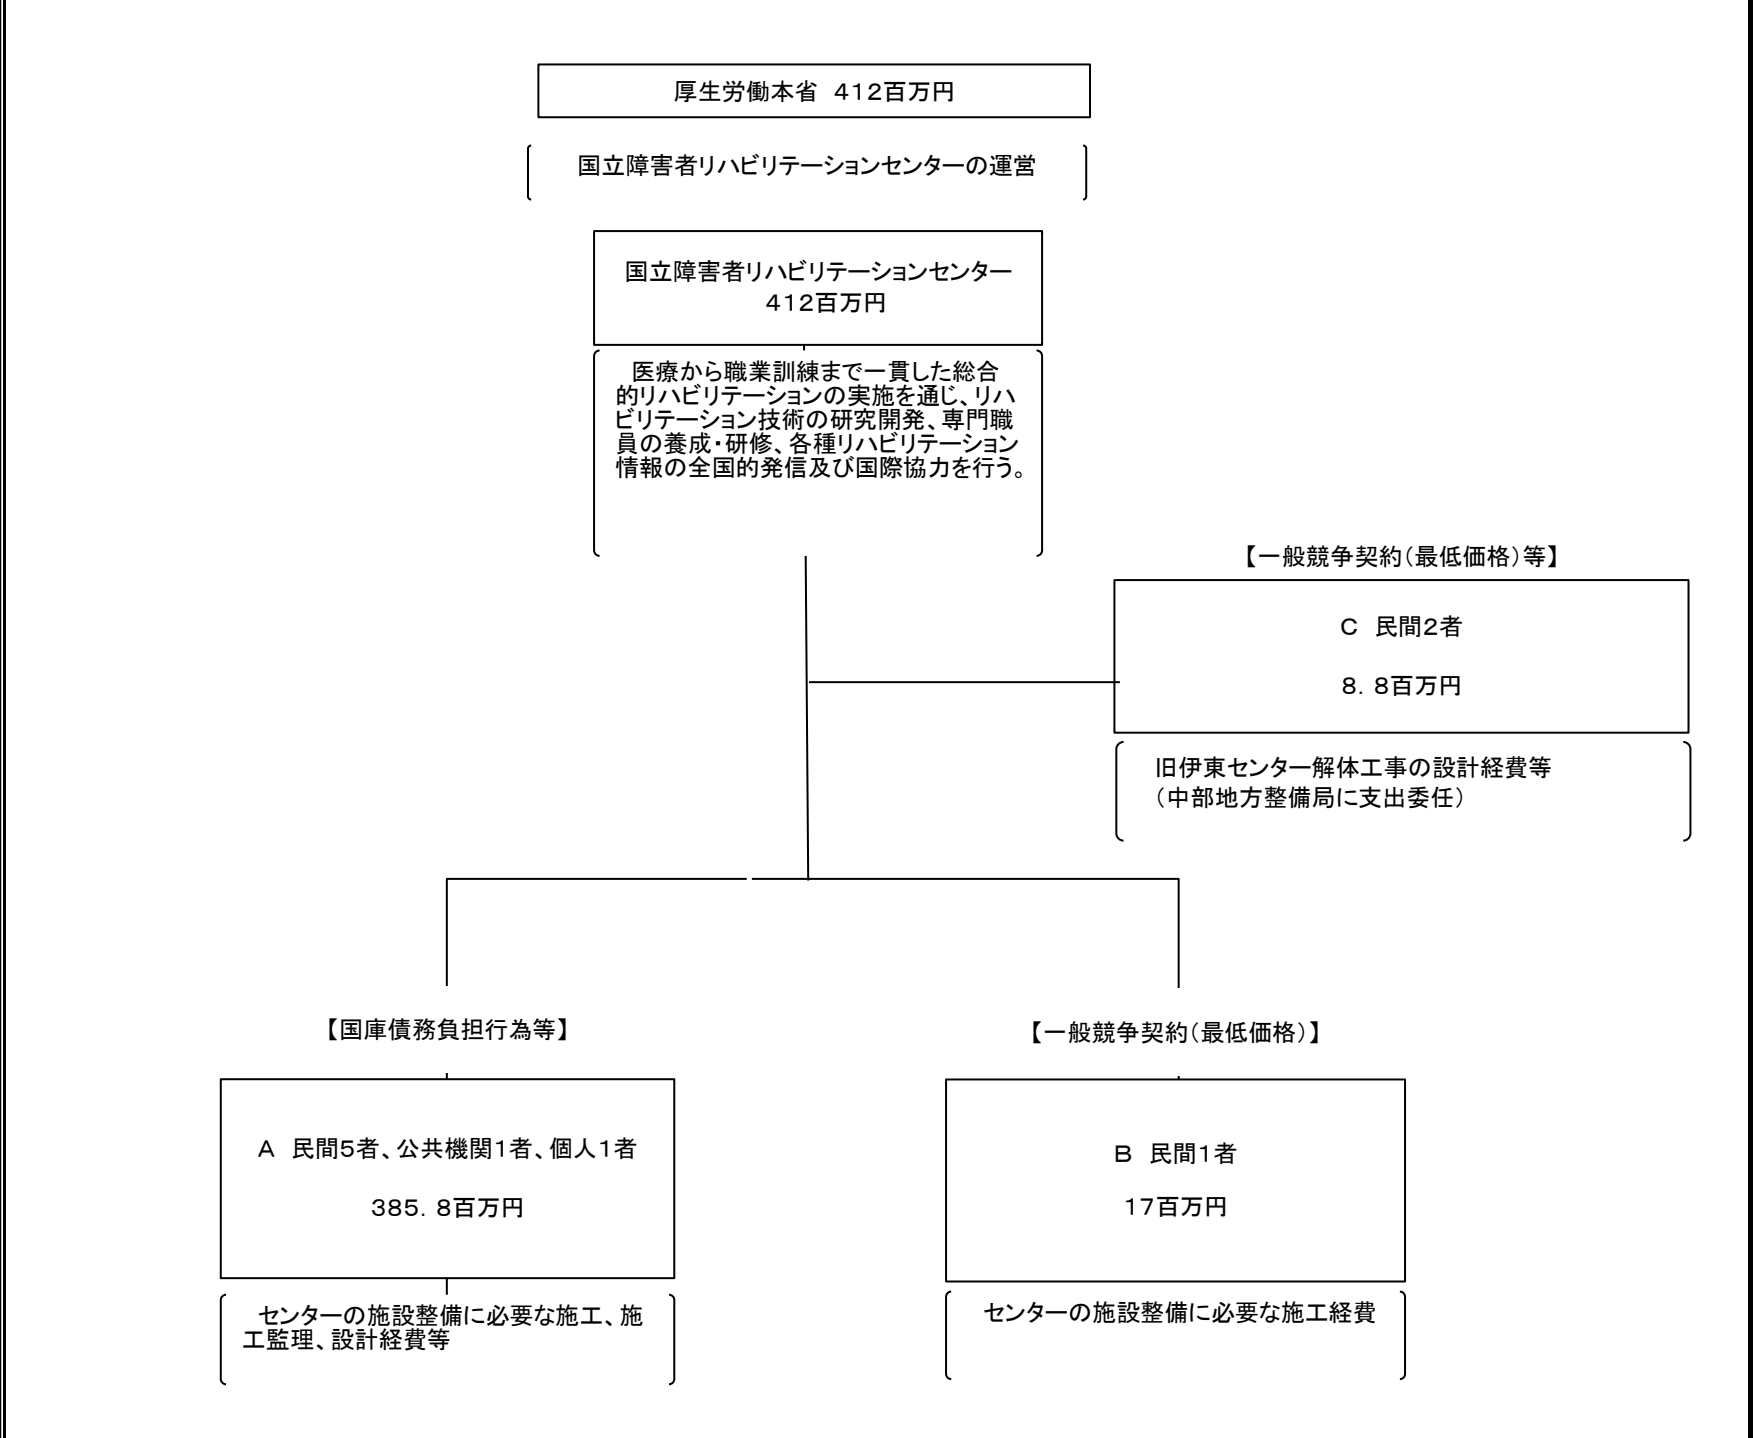 厚生労働本省　412百万円
国立障害者リハビリテーションセンターの運営
国立障害者リハビリテーションセンター
412百万円
医療から職業訓練まで一貫した総合
的リハビリテーションの実施を通じ、リハ
ビリテーション技術の研究開発、専門職
員の養成・研修、各種リハビリテーション
情報の全国的発信及び国際協力を行う。
【一般競争契約（最低価格）等】
C　民間2者
8．8百万円
旧伊東センター解体工事の設計経費等
（中部地方整備局に支出委任）
【国庫債務負担行為等】
A　民間5者、公共機関1者、個人1者
385．8百万円
センターの施設整備に必要な施工、施
工監理、設計経費等
【一般競争契約（最低価格）】
B　民間1者
17百万円
センターの施設整備に必要な施工経費